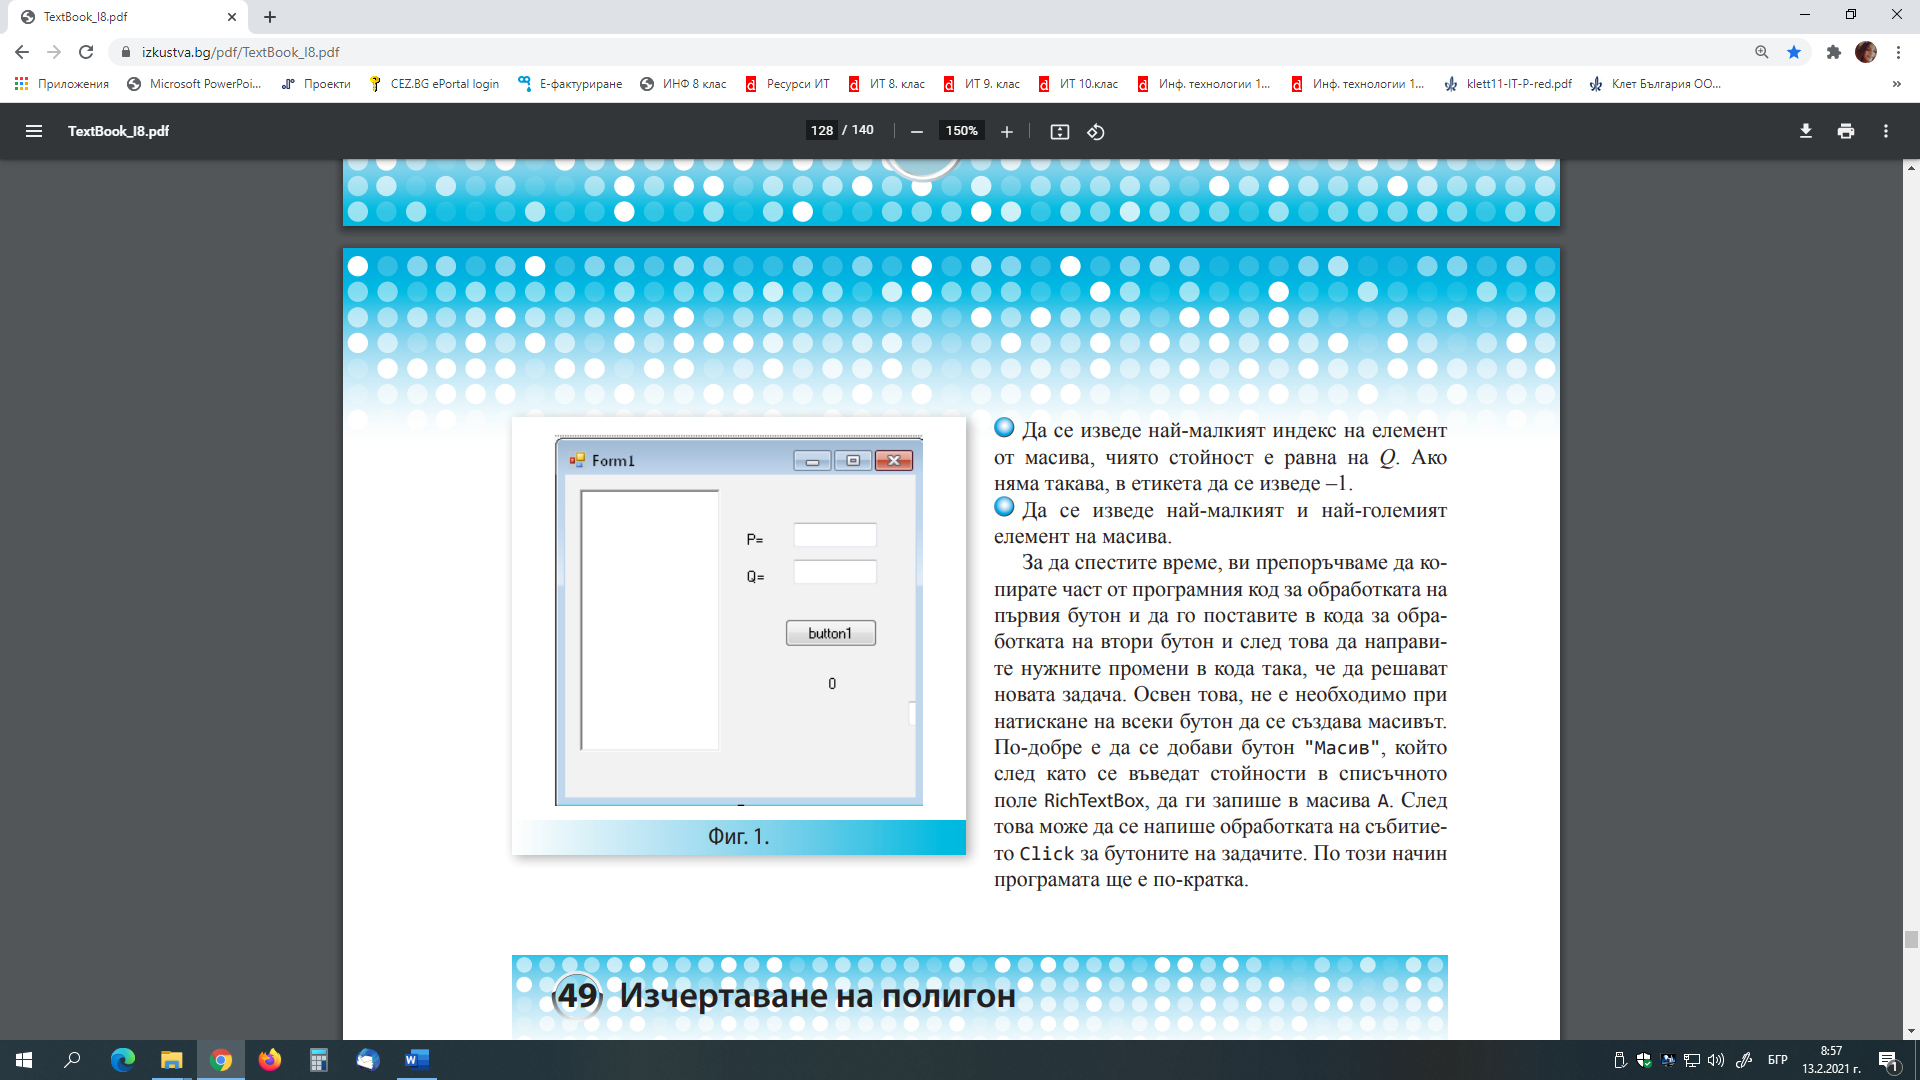 TextBook_I8.pdf
izkustva.bg/pdf/TextBook_I8.pdf
Приложения Microsoft PowerPoi... Проекти CEZ.BG ePortal login Е-фактуриране ИНФ 8 клас Ресурси ИТ ИТ 8. клас ИТ 9. клас ИТ 10.клас Инф. технологии 1... Инф. технологии 1... klett11-IT-P-red.pdf Клет България ОО... »
TextBook_I8.pdf 128 / 140 150%
Form1
P=
Q=
button1
0
Фиг. 1.
Да се изведе най-малкият индекс на елемент
от масива, чиято стойност е равна на Q. Ако
няма такава, в етикета да се изведе –1.
Да се изведе най-малкият и най-големият
елемент на масива.
За да спестите време, ви препоръчваме да ко-
пирате част от програмния код за обработката на
първия бутон и да го поставите в кода за обра-
ботката на втори бутон и след това да направи-
те нужните промени в кода така, че да решават
новата задача. Освен това, не е необходимо при
натискане на всеки бутон да се създава масивът.
По-добре е да се добави бутон "Масив", който
след като се въведат стойности в списъчното
поле RichTextBox, да ги запише в масива A. След
това може да се напише обработката на събитие-
то Click за бутоните на задачите. По този начин
програмата ще е по-кратка.
49 Изчертаване на полигон
БГР
8:57
13.2.2021 г.
1